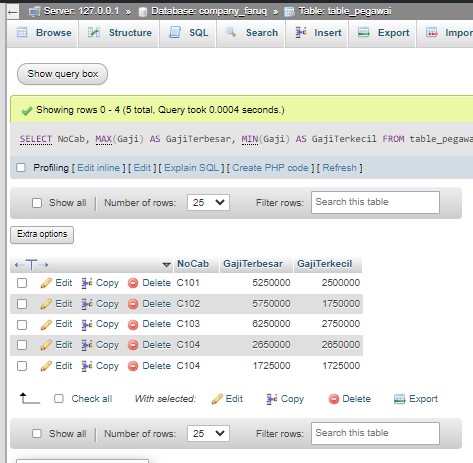 Server: 127.0.0.1 » Database: company_faruq » Table: table_pegawai
Browse Structure SQL Search Insert Export Impor
Show query box
Showing rows 0 - 4 (5 total, Query took 0.0004 seconds.)
SELECT NoCab, MAX(Gaji) AS GajiTerbesar, MIN(Gaji) AS GajiTerkecil FROM table_pegawa
Profiling [ Edit inline ] [ Edit ] [ Explain SQL ] [ Create PHP code ] [ Refresh ]
Show all Number of rows: 25 Filter rows: Search this table
Extra options
NoCab GajiTerbesar GajiTerkecil
Edit Copy Delete C101 5250000 2500000
Edit Copy Delete C102 5750000 1750000
Edit Copy Delete C103 6250000 2750000
Edit Copy Delete C104 2650000 2650000
Edit Copy Delete C104 1725000 1725000
Check all With selected: Edit Copy Delete Export
Show all Number of rows: 25 Filter rows: Search this table